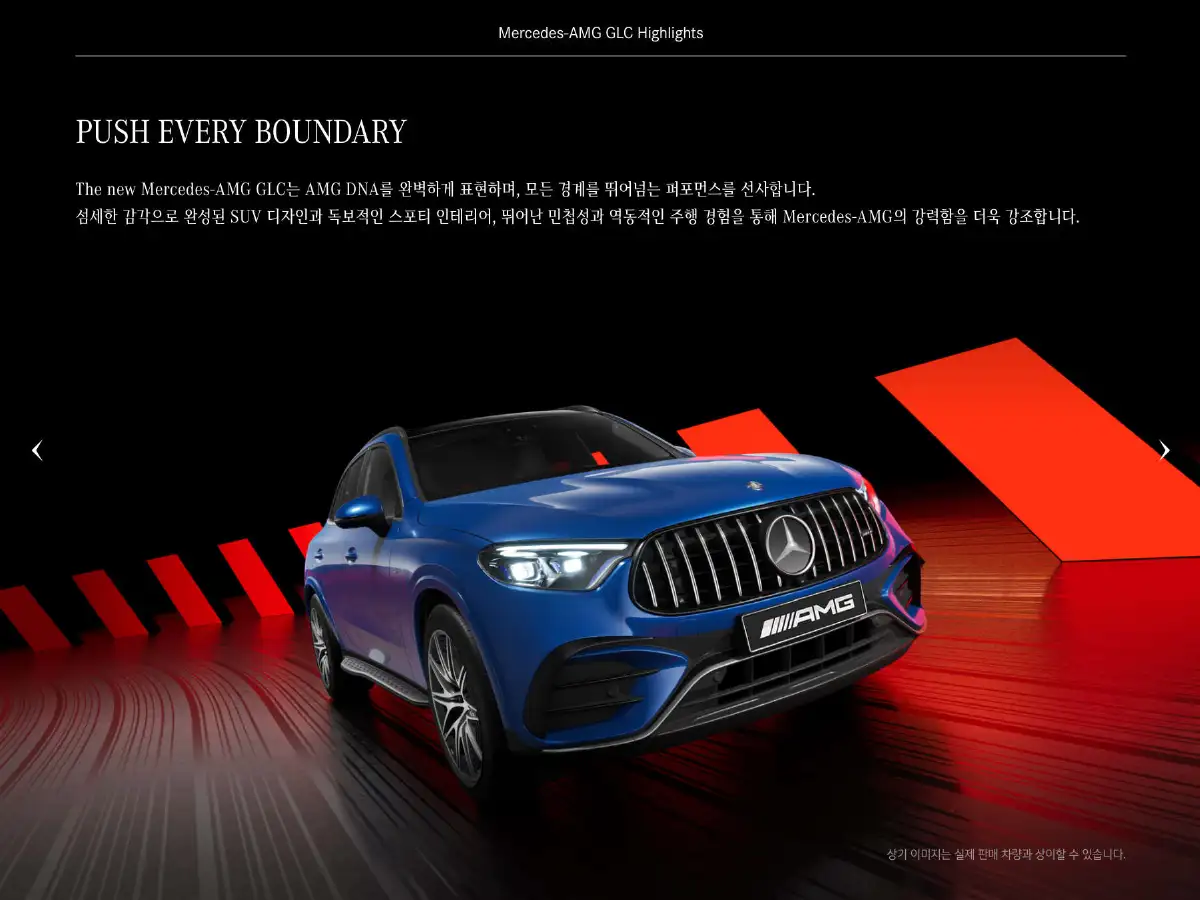 Mercedes-AMG GLC Highlights
PUSH EVERY BOUNDARY
The new Mercedes-AMG GLC는 AMG DNA를 완벽하게 표현하며, 모든 경계를 뛰어넘는 퍼포먼스를 선사합니다.
섬세한 감각으로 완성된 SUV 디자인과 독보적인 스포티 인테리어, 뛰어난 민첩성과 역동적인 주행 경험을 통해 Mercedes-AMG의 강력함을 더욱 강조합니다.
AMG
상기 이미지는 실제 판매 차량과 상이할 수 있습니다.